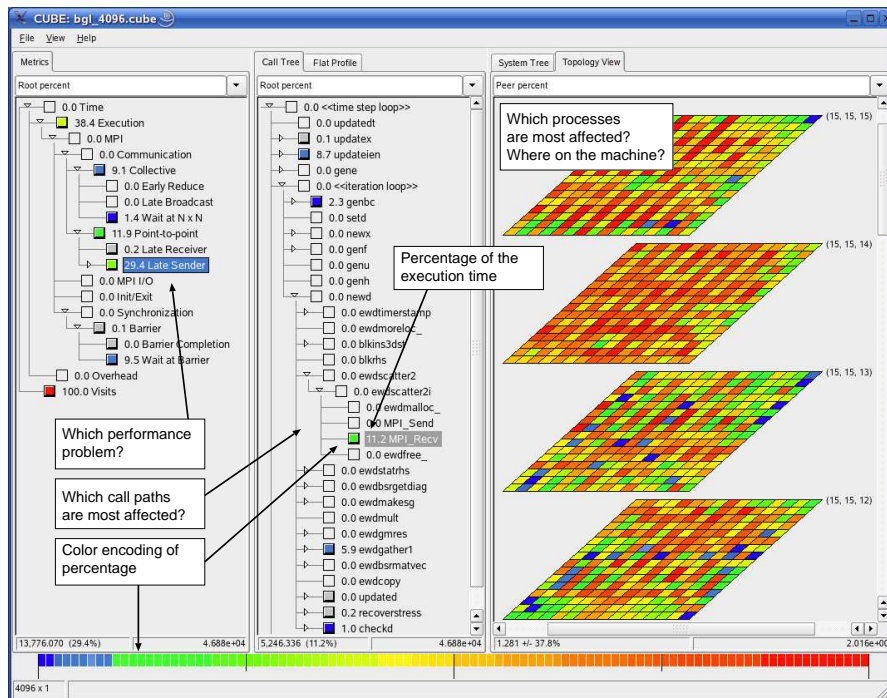 CUBE: bgl_4096.cube
File View Help
Metrics
Root percent
0.0 Time
38.4 Execution
0.0 MPI
0.0 Communication
9.1 Collective
0.0 Early Reduce
0.0 Late Broadcast
1.4 Wait at N x N
11.9 Point-to-point
0.2 Late Receiver
29.4 Late Sender
0.0 MPI I/O
0.0 Init/Exit
0.0 Synchronization
0.1 Barrier
0.0 Barrier Completion
9.5 Wait at Barrier
0.0 Overhead
100.0 Visits
Which performance
problem?
Which call paths
are most affected?
Color encoding of
percentage
13,776.070 (29.4%) 4.688e+04
Call Tree Flat Profile
Root percent
0.0 <<time step loop>>
0.0 updatedt
0.1 updatex
8.7 updateien
0.0 gene
0.0 <<iteration loop>>
2.3 genbc
0.0 setd
0.0 newx
0.0 genf
0.0 genu
0.0 genh
0.0 newd
0.0 ewdtimerstamp
0.0 ewdmoreloc_
0.0 blkins3dst
0.0 blkrhs
0.0 ewdscatter2
0.0 ewdscatter2i
0.0 ewdmalloc_
0.0 MPI_Send
11.2 MPI_Recv
0.0 ewdfree_
0.0 ewdstatrhs
0.0 ewdbsrgetdiag
0.0 ewdmakesg
0.0 ewdmult
0.0 ewdgmres
5.9 ewdgather1
0.0 ewdbsrmatvec
0.0 ewdcopy
0.0 updated
0.2 recoverstress
1.0 checkd
Percentage of the
execution time
5,246.336 (11.2%) 4.688e+04
System Tree Topology View
Peer percent
Which processes
are most affected?
Where on the machine?
(15, 15, 15)
(15, 15, 14)
(15, 15, 13)
(15, 15, 12)
1.281 +/- 37.8% 2.016e+00
4096 x 1